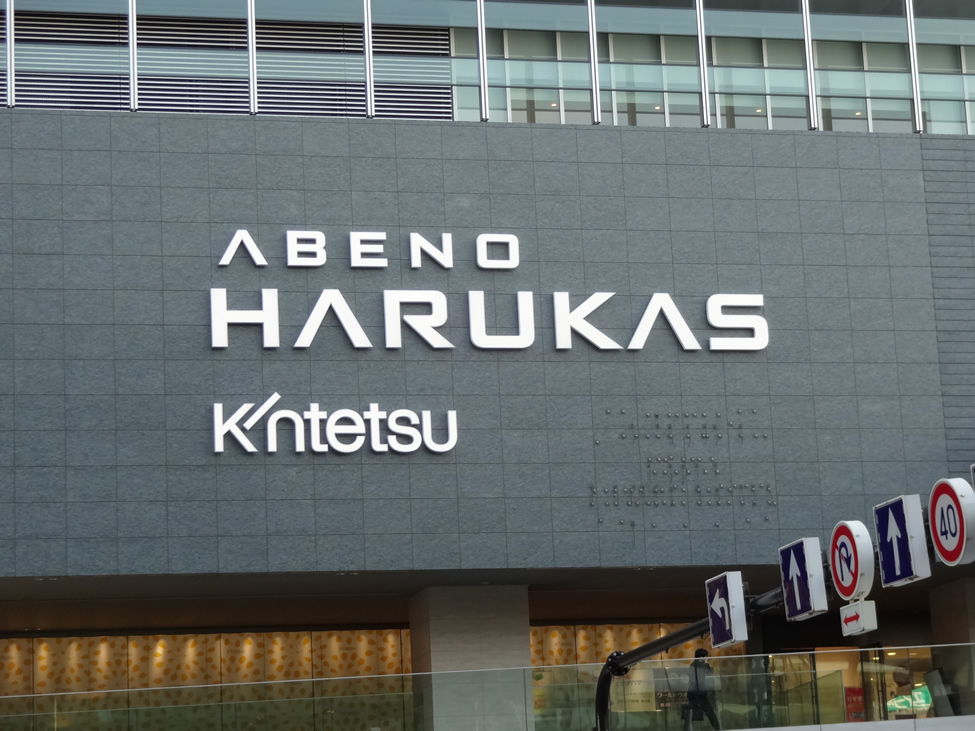 ABENO
HARUKAS
Kintetsu
40